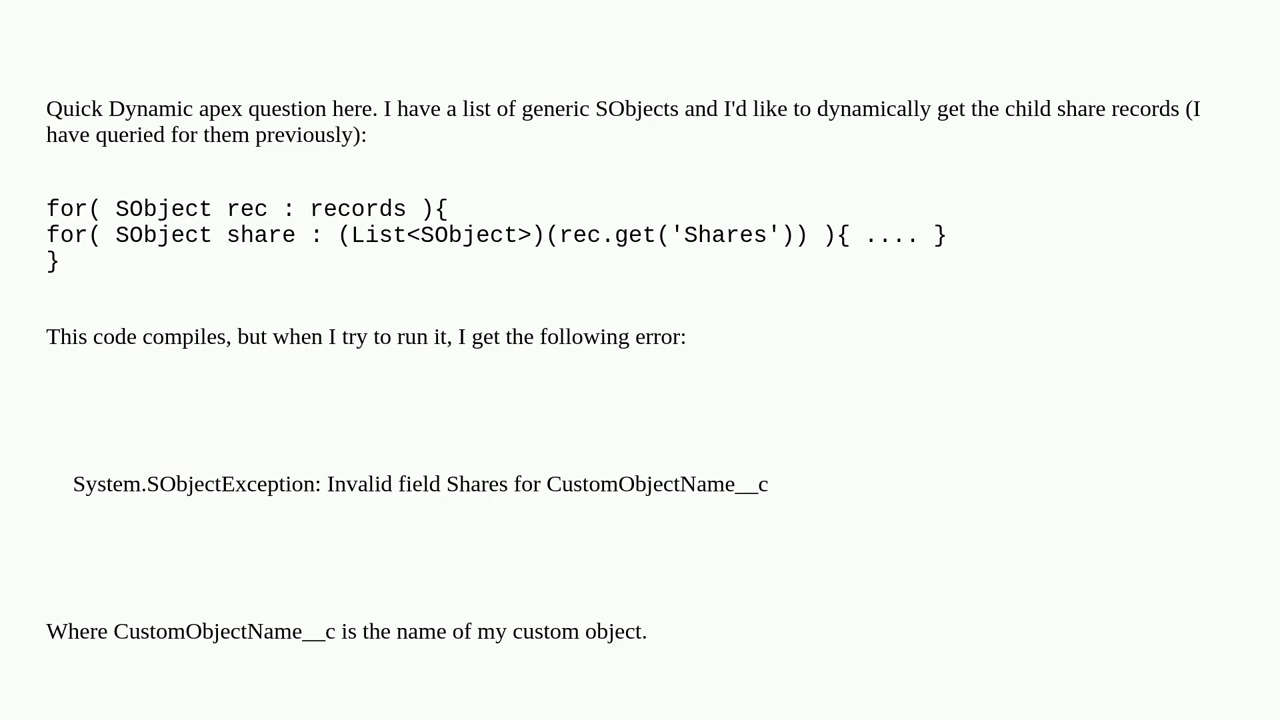 Quick Dynamic apex question here. I have a list of generic SObjects and I'd like to dynamically get the child share records (I
have queried for them previously):
for( SObject rec : records ){
for( SObject share : (List<SObject>)(rec.get('Shares')) ){ .... }
}
This code compiles, but when I try to run it, I get the following error:
System.SObjectException: Invalid field Shares for CustomObjectName__c
Where CustomObjectName__c is the name of my custom object.